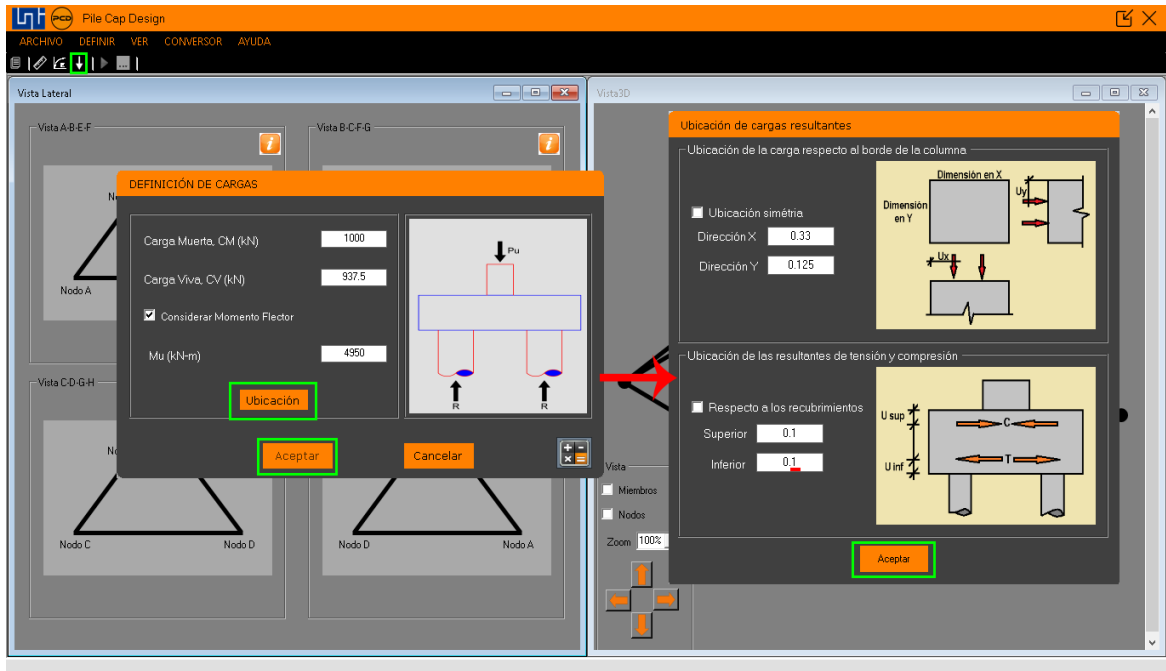 PCD Pile Cap Design
ARCHIVO DEFINIR VER CONVERSOR AYUDA
Vista Lateral
Vista A-B-E-F
Vista B-C-F-G
Nodo A
Vista C-D-G-H
Nodo C
Nodo D
Nodo D
Nodo A
DEFINICIÓN DE CARGAS
Carga Muerta, CM (kN) 1000
Carga Viva, CV (kN) 937.5
Considerar Momento Flector
Mu (kN-m) 4950
Ubicación
Pu
R R
Aceptar
Cancelar
Vista3D
Vista
Miembros
Nodos
Zoom 100%
Ubicación de cargas resultantes
Ubicación de la carga respecto al borde de la columna
Ubicación simétria
Dirección X 0.33
Dirección Y 0.125
Dimensión en X
Dimensión
en Y
Uy
Ux
Ubicación de las resultantes de tensión y compresión
Respecto a los recubrimientos
Superior 0.1
Inferior 0.1
U sup
C
U inf
T
Aceptar